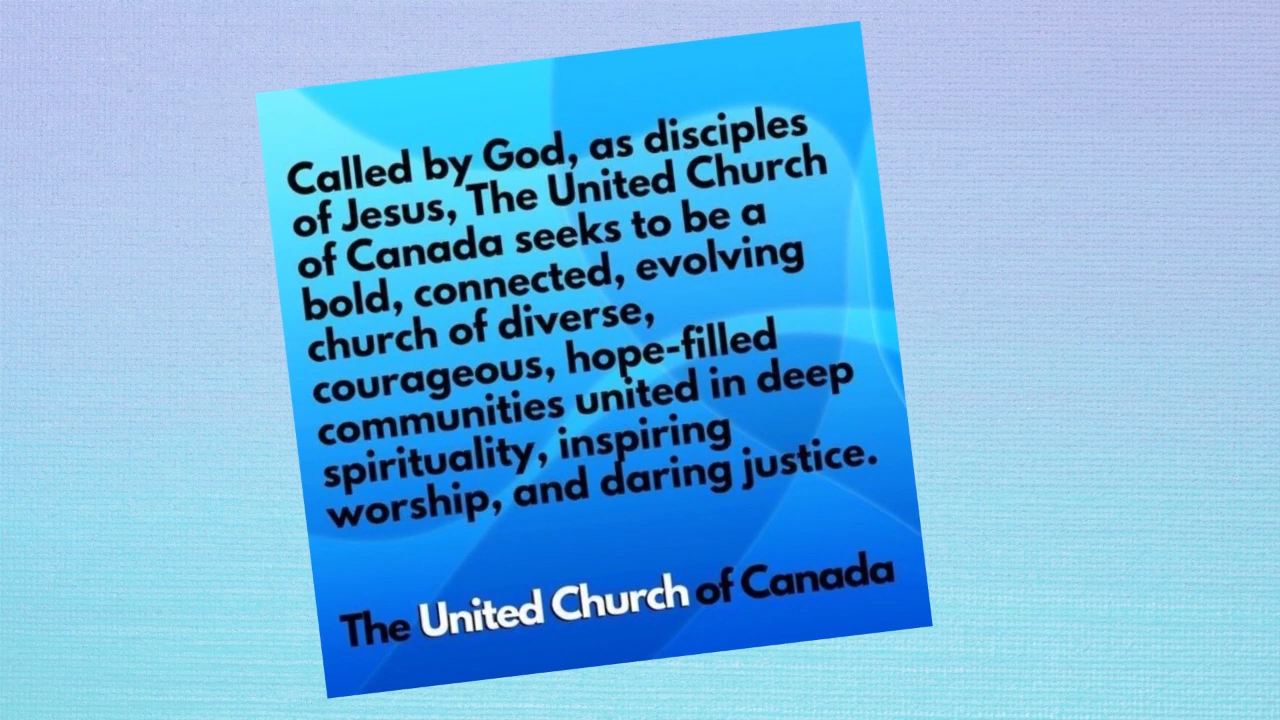 Called by God, as disciples
of Jesus, The United Church
of Canada seeks to be a
bold, connected, evolving
church of diverse,
courageous, hope-filled
communities united in deep
spirituality, inspiring
worship, and daring justice.
The United Church of Canada